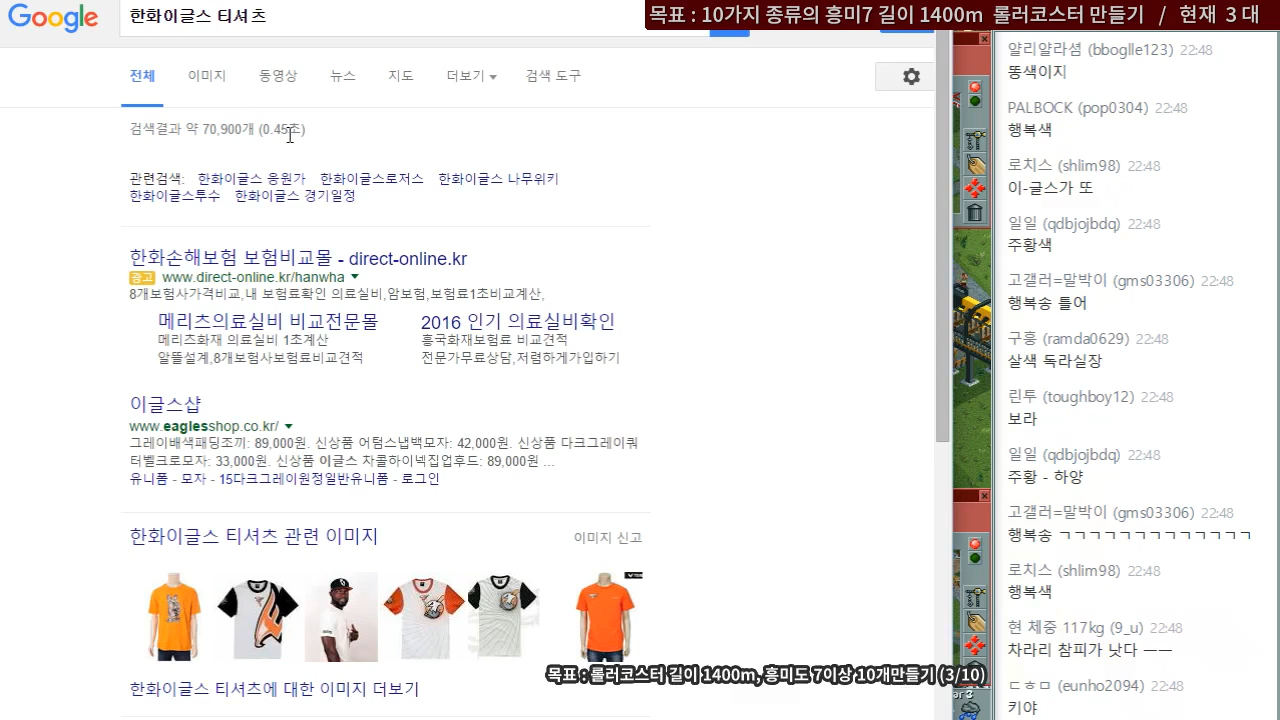 Google
한화이글스 티셔츠
목표 : 10가지 종류의 흥미7 길이 1400m 롤러코스터 만들기 / 현재 3 대
전체 이미지 동영상 뉴스 지도 더보기 검색 도구
검색결과 약 70,900개 (0.45초)
관련검색: 한화이글스 응원가 한화이글스로저스 한화이글스 나무위키
한화이글스투수 한화이글스 경기일정
한화손해보험 보험비교몰 - direct-online.kr
광고 www.direct-online.kr/hanwha
8개보험사가격비교,내 보험료확인 의료실비,암보험,보험료1초비교계산,
메리츠의료실비 비교전문몰
메리츠화재 의료실비 1초계산
알뜰설계,8개보험사보험료비교견적
2016 인기 의료실비확인
흥국화재보험료 비교견적
전문가무료상담,저렴하게가입하기
이글스샵
www.eaglesshop.co.kr/
그레이배색패딩조끼: 89,000원. 신상품 어텀스냅백모자: 42,000원. 신상품 다크그레이쿼
터벨크로모자: 33,000원. 신상품 이글스 차콜하이넥집업후드: 89,000원 ...
유니폼 - 모자 - 15다크그레이원정일반유니폼 - 로그인
한화이글스 티셔츠 관련 이미지
이미지 신고
한화이글스 티셔츠에 대한 이미지 더보기
목표 : 롤러코스터 길이 1400m, 흥미도 7이상 10개만들기 (3/10)
얄리얄라셤 (bboglle123) 22:48
똥색이지
PALBOCK (pop0304) 22:48
행복색
로치스 (shlim98) 22:48
이-글스가 또
일일 (qdbjojbdq) 22:48
주황색
고갤러=말박이 (gms03306) 22:48
행복송 틀어
구홍 (ramda0629) 22:48
살색 독라실장
린투 (toughboy12) 22:48
보라
일일 (qdbjojbdq) 22:48
주황 - 하양
고갤러=말박이 (gms03306) 22:48
행복송 ㄱㄱㄱㄱㄱㄱㄱㄱㄱㄱㄱㄱㄱ
로치스 (shlim98) 22:48
행복색
현 체중 117kg (9_u) 22:48
차라리 참피가 낫다 ㅡㅡ
ㄷㅎㅁ (eunho2094) 22:48
키야